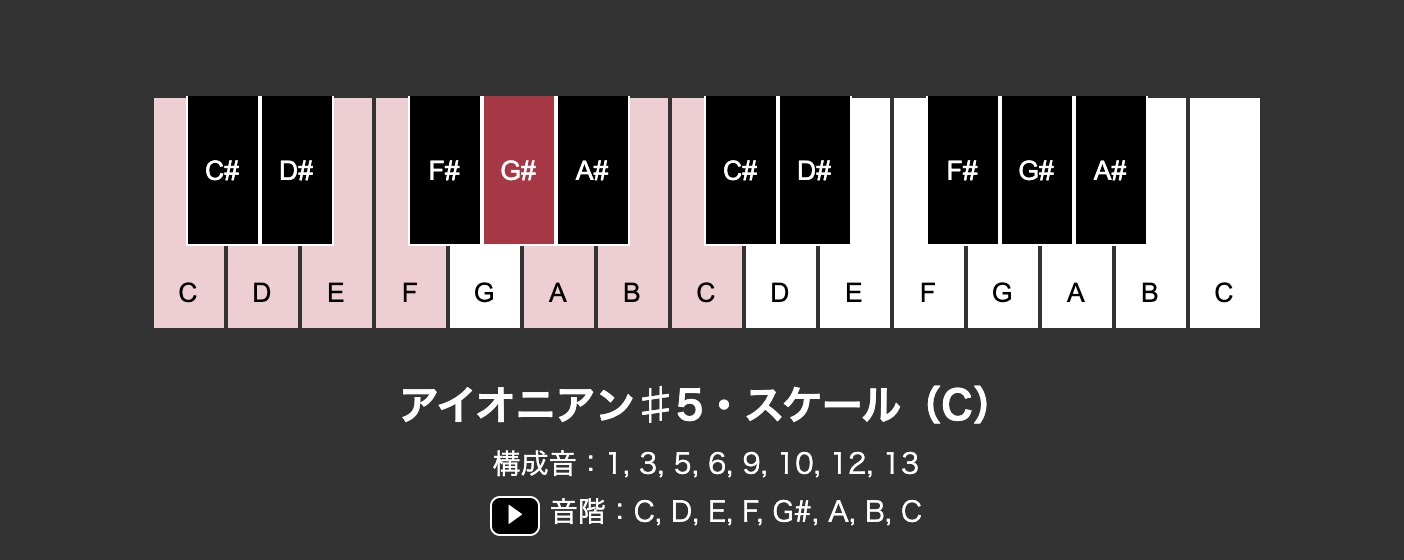 C# D# F# G# A# C# D# F# G# A#
C D E F G A B C D E F G A B C
アイオニアン♯5・スケール（C）
構成音：1, 3, 5, 6, 9, 10, 12, 13
音階：C, D, E, F, G#, A, B, C